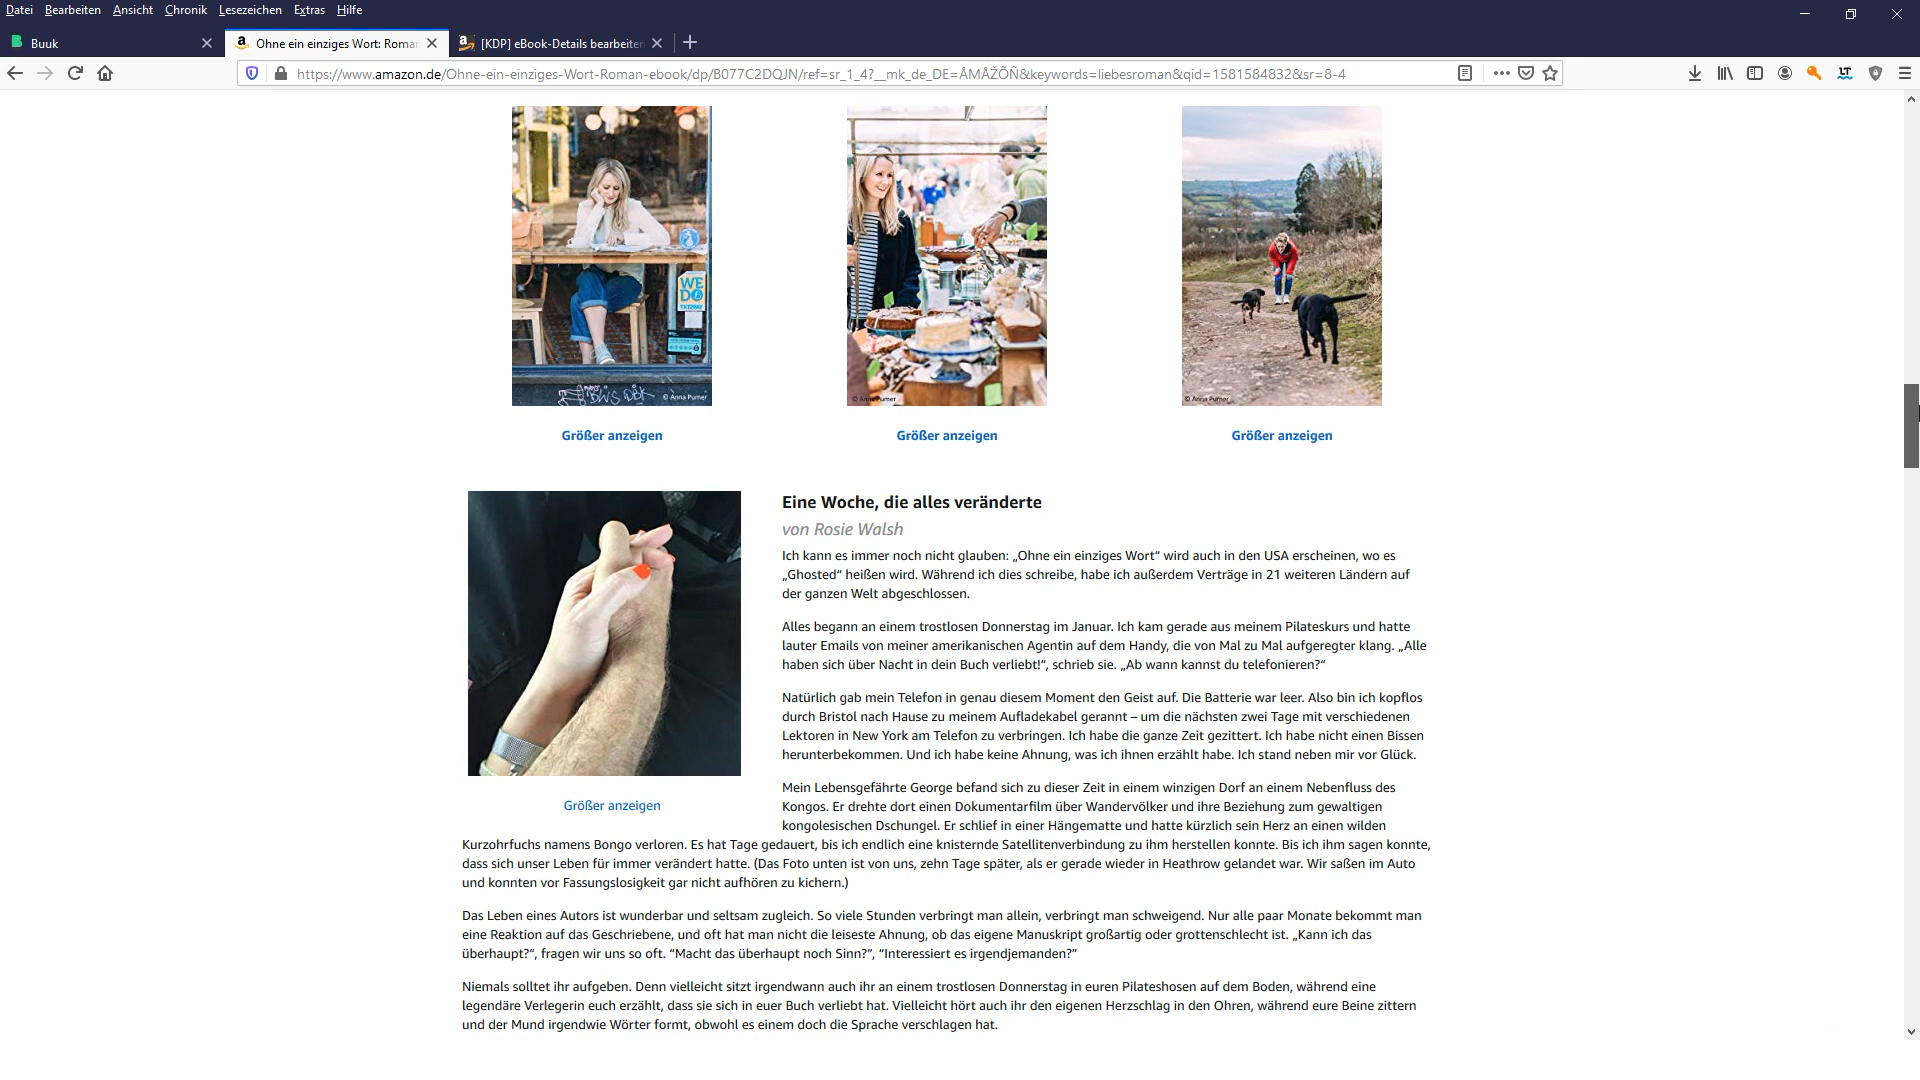 Datei Bearbeiten Ansicht Chronik Lesezeichen Extras Hilfe
Buuk
Ohne ein einziges Wort: Roma
[KDP] eBook-Details bearbeiten
https://www.amazon.de/Ohne-ein-einziges-Wort-Roman-ebook/dp/B077C2DQJN/ref=sr_1_4?__mk_de_DE=ÅMÅŽÕÑ&keywords=liebesroman&qid=1581584832&sr=8-4
WE
DO
© Anna Pumer
© Anna Pumer
© Anna Pumer
Größer anzeigen
Größer anzeigen
Größer anzeigen
Eine Woche, die alles veränderte
von Rosie Walsh
Ich kann es immer noch nicht glauben: „Ohne ein einziges Wort“ wird auch in den USA erscheinen, wo es
„Ghosted“ heißen wird. Während ich dies schreibe, habe ich außerdem Verträge in 21 weiteren Ländern auf
der ganzen Welt abgeschlossen.
Alles begann an einem trostlosen Donnerstag im Januar. Ich kam gerade aus meinem Pilateskurs und hatte
lauter Emails von meiner amerikanischen Agentin auf dem Handy, die von Mal zu Mal aufgeregter klang. „Alle
haben sich über Nacht in dein Buch verliebt!“, schrieb sie. „Ab wann kannst du telefonieren?“
Natürlich gab mein Telefon in genau diesem Moment den Geist auf. Die Batterie war leer. Also bin ich kopflos
durch Bristol nach Hause zu meinem Aufladekabel gerannt – um die nächsten zwei Tage mit verschiedenen
Lektoren in New York am Telefon zu verbringen. Ich habe die ganze Zeit gezittert. Ich habe nicht einen Bissen
herunterbekommen. Und ich habe keine Ahnung, was ich ihnen erzählt habe. Ich stand neben mir vor Glück.
Größer anzeigen
Mein Lebensgefährte George befand sich zu dieser Zeit in einem winzigen Dorf an einem Nebenfluss des
Kongos. Er drehte dort einen Dokumentarfilm über Wandervölker und ihre Beziehung zum gewaltigen
kongolesischen Dschungel. Er schlief in einer Hängematte und hatte kürzlich sein Herz an einen wilden
Kurzohrfuchs namens Bongo verloren. Es hat Tage gedauert, bis ich endlich eine knisternde Satellitenverbindung zu ihm herstellen konnte. Bis ich ihm sagen konnte,
dass sich unser Leben für immer verändert hatte. (Das Foto unten ist von uns, zehn Tage später, als er gerade wieder in Heathrow gelandet war. Wir saßen im Auto
und konnten vor Fassungslosigkeit gar nicht aufhören zu kichern.)
Das Leben eines Autors ist wunderbar und seltsam zugleich. So viele Stunden verbringt man allein, verbringt man schweigend. Nur alle paar Monate bekommt man
eine Reaktion auf das Geschriebene, und oft hat man nicht die leiseste Ahnung, ob das eigene Manuskript großartig oder grottenschlecht ist. „Kann ich das
überhaupt?“, fragen wir uns so oft. “Macht das überhaupt noch Sinn?”, “Interessiert es irgendjemanden?”
Niemals solltet ihr aufgeben. Denn vielleicht sitzt irgendwann auch ihr an einem trostlosen Donnerstag in euren Pilateshosen auf dem Boden, während eine
legendäre Verlegerin euch erzählt, dass sie sich in euer Buch verliebt hat. Vielleicht hört auch ihr den eigenen Herzschlag in den Ohren, während eure Beine zittern
und der Mund irgendwie Wörter formt, obwohl es einem doch die Sprache verschlagen hat.